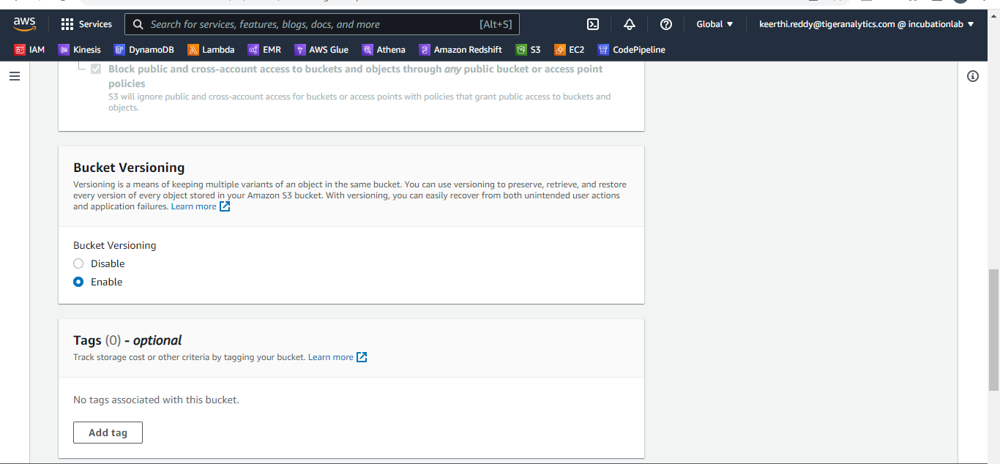 aws
Services
Search for services, features, blogs, docs, and more
[Alt+S]
Global ▼
keerthi.reddy@tigeranalytics.com @ incubationlab ▼
IAM
Kinesis
DynamoDB
Lambda
EMR
AWS Glue
Athena
Amazon Redshift
S3
EC2
CodePipeline
Block public and cross-account access to buckets and objects through any public bucket or access point
policies
S3 will ignore public and cross-account access for buckets or access points with policies that grant public access to buckets and
objects.
Bucket Versioning
Versioning is a means of keeping multiple variants of an object in the same bucket. You can use versioning to preserve, retrieve, and restore
every version of every object stored in your Amazon S3 bucket. With versioning, you can easily recover from both unintended user actions
and application failures. Learn more
Bucket Versioning
Disable
Enable
Tags (0) - optional
Track storage cost or other criteria by tagging your bucket. Learn more
No tags associated with this bucket.
Add tag